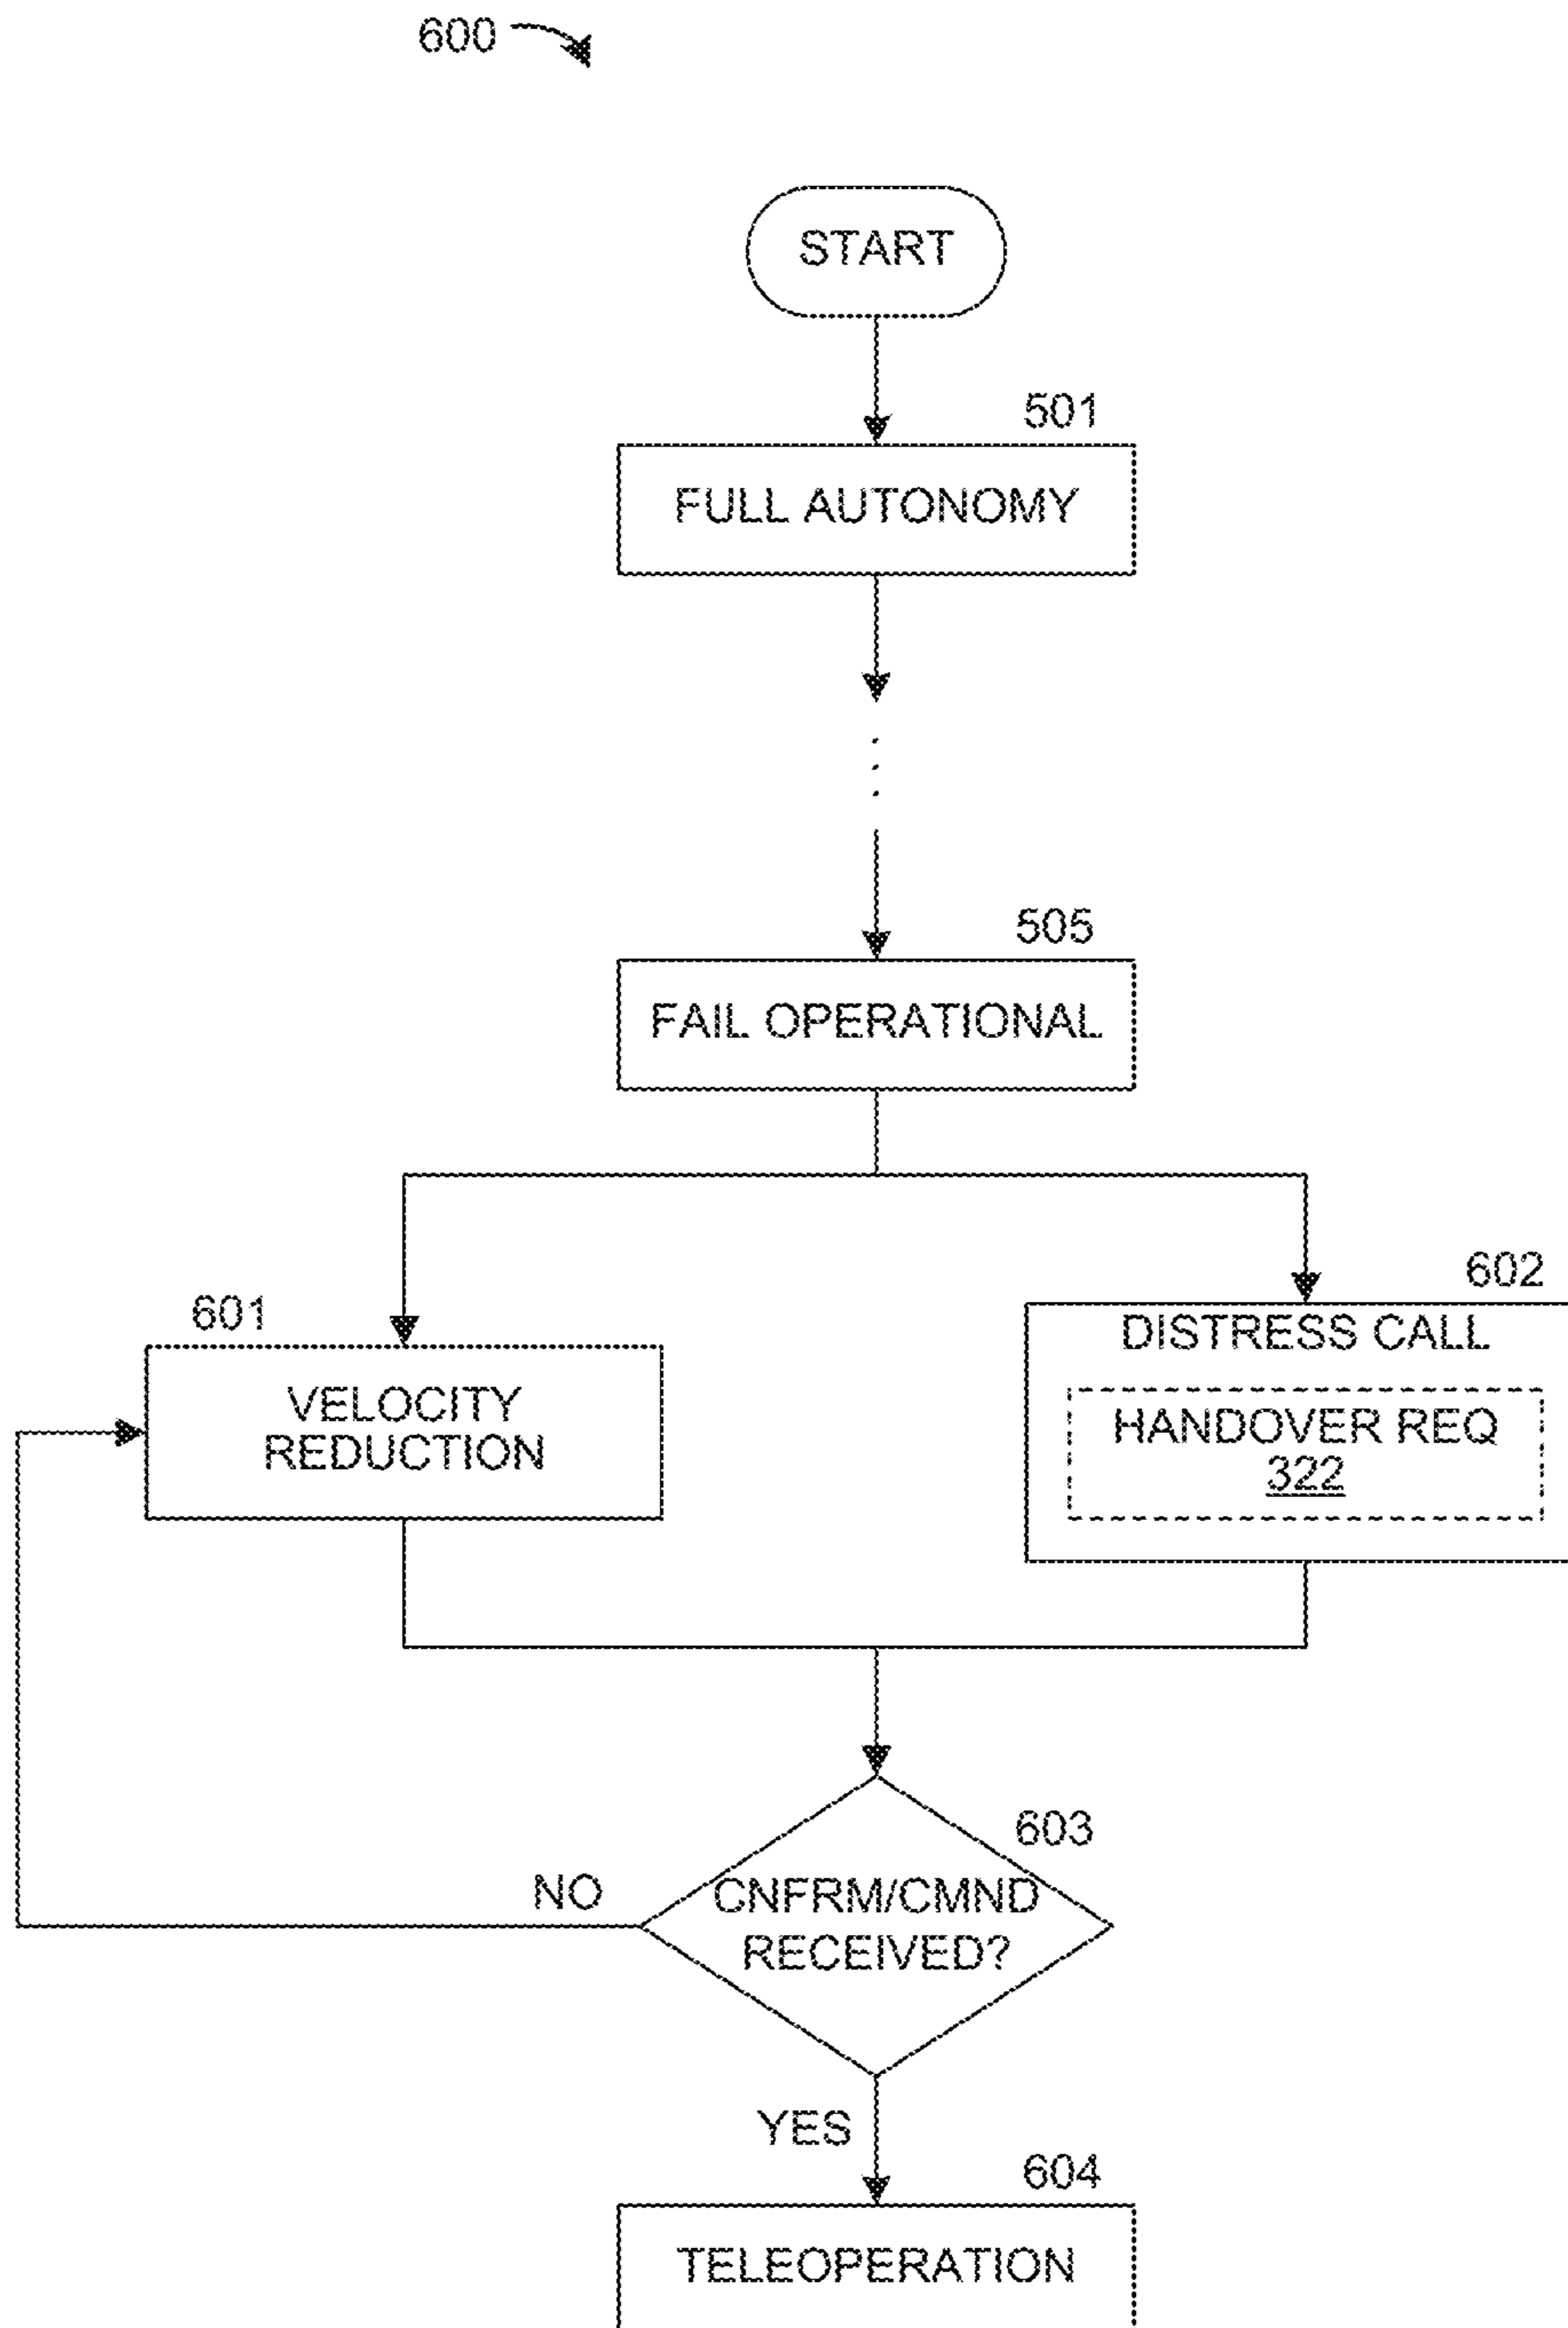 600
START
501
FULL AUTONOMY
505
FAIL OPERATIONAL
602
601
DISTRESS CALL
VELOCITY
REDUCTION
HANDOVER REQ
322
603
NO
CNFRM/CMND
RECEIVED?
YES
604
TELEOPERATION